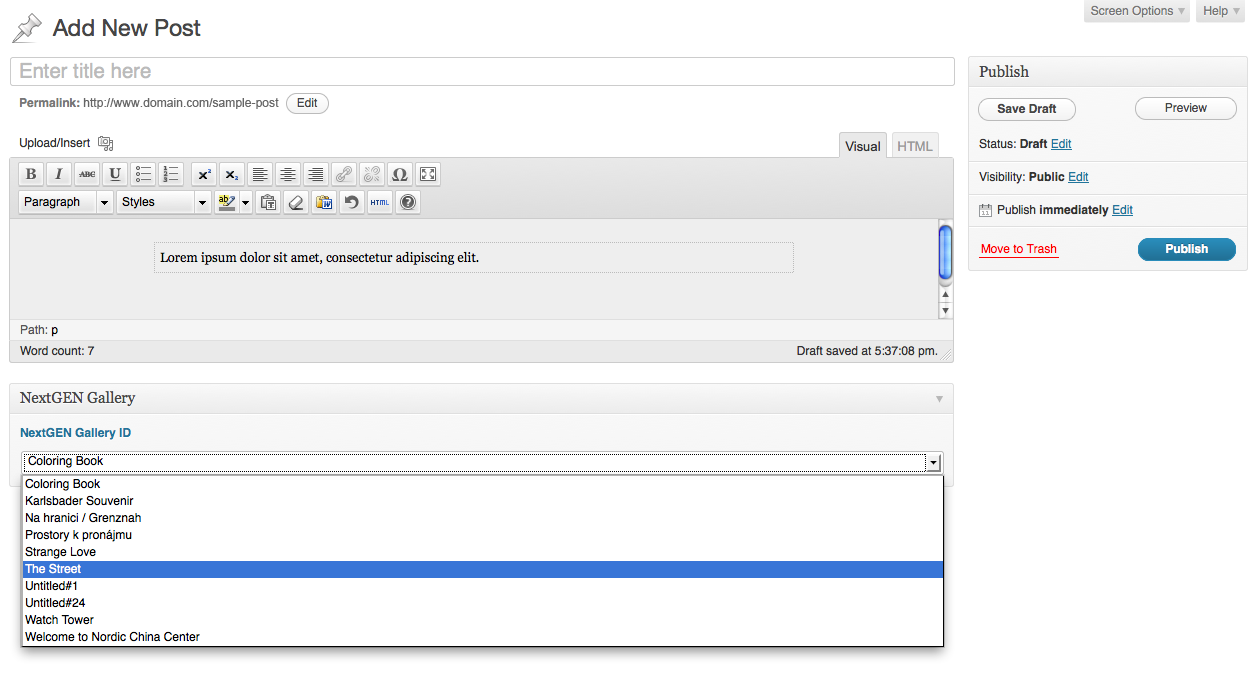 Screen Options Help
Add New Post
Enter title here
Permalink: http://www.domain.com/sample-post Edit
Upload/Insert
Visual HTML
B I ABC U
Paragraph Styles HTML
Lorem ipsum dolor sit amet, consectetur adipiscing elit.
Path: p
Word count: 7 Draft saved at 5:37:08 pm.
NextGEN Gallery
NextGEN Gallery ID
Coloring Book
Coloring Book
Karlsbader Souvenir
Na hranici / Grenznah
Prostory k pronájmu
Strange Love
The Street
Untitled#1
Untitled#24
Watch Tower
Welcome to Nordic China Center
Publish
Save Draft Preview
Status: Draft Edit
Visibility: Public Edit
Publish immediately Edit
Move to Trash Publish